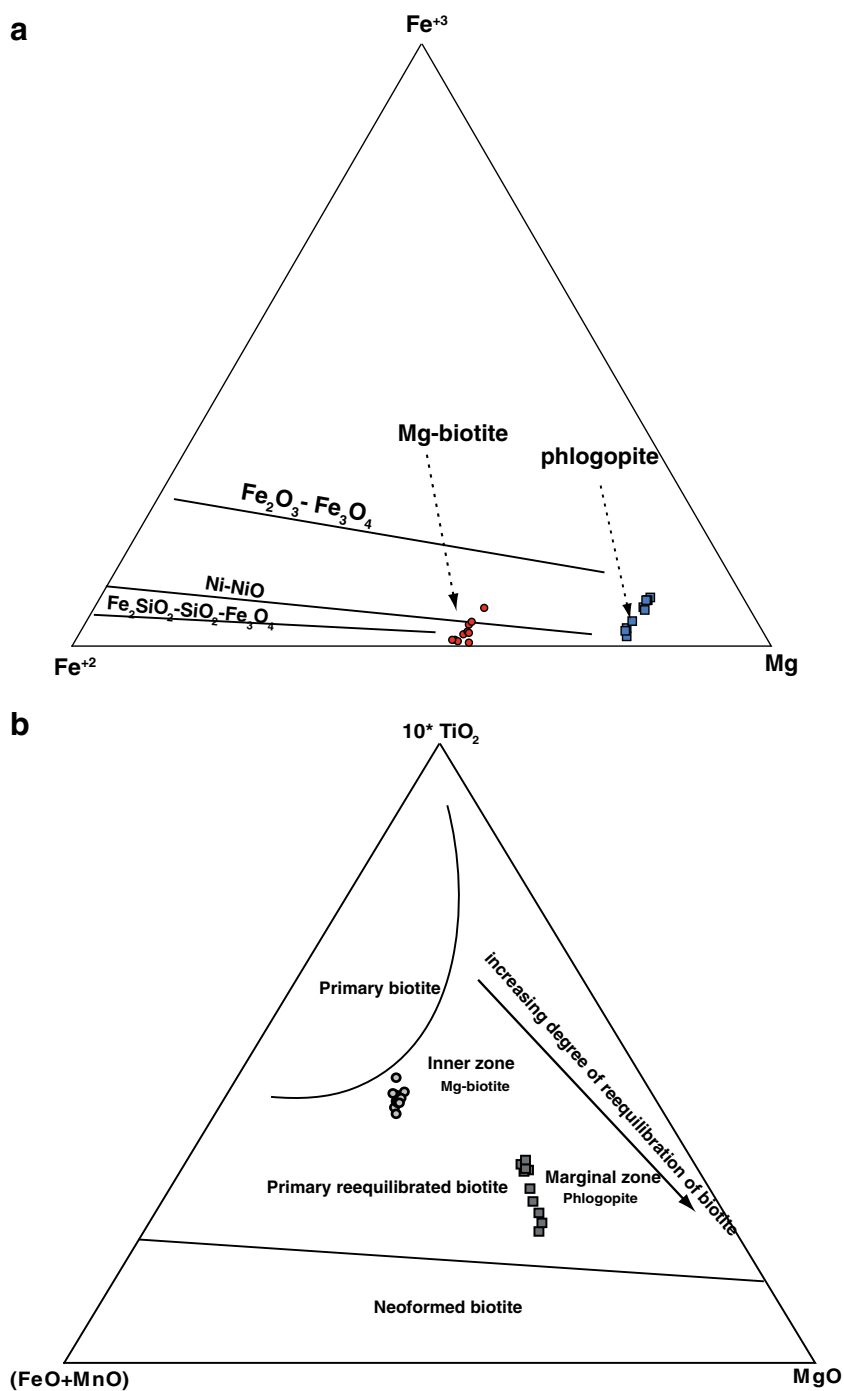 a
Fe+3
Mg-biotite
phlogopite
Fe2O3- Fe3O4
Ni-NiO
Fe2SiO2-SiO2-Fe3O4
Fe+2
Mg
b
10* TiO2
increasing degree of reequilibration of biotite
Primary biotite
Inner zone
Mg-biotite
Marginal zone
Primary reequilibrated biotite
Phlogopite
Neoformed biotite
(FeO+MnO)
MgO